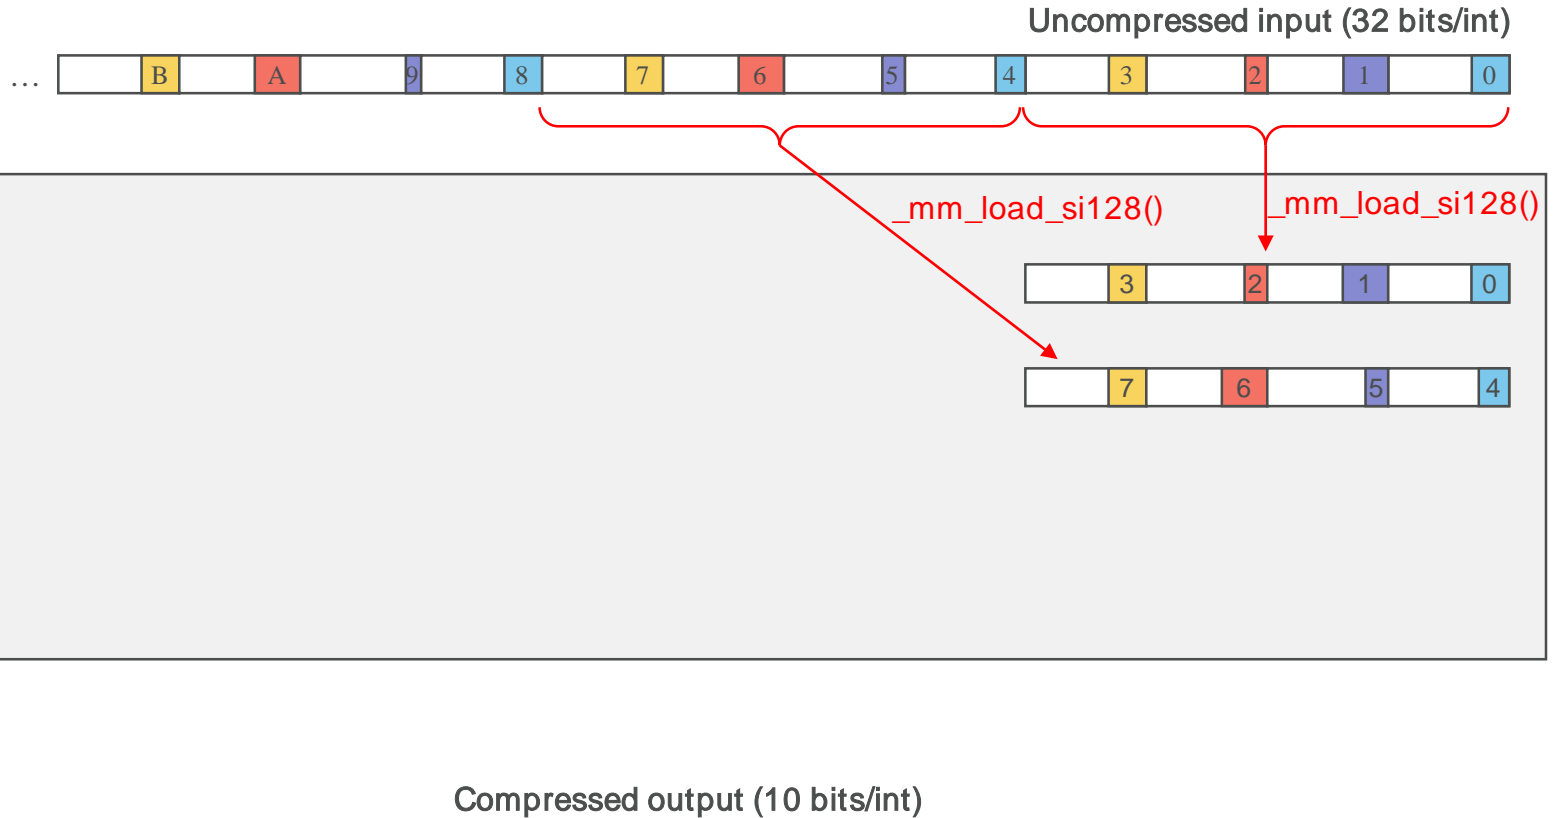 Uncompressed input (32 bits/int)
... B A 9 8 7 6 5 4 3 2 1 0
_mm_load_si128() _mm_load_si128()
3 2 1 0
7 6 5 4
Compressed output (10 bits/int)